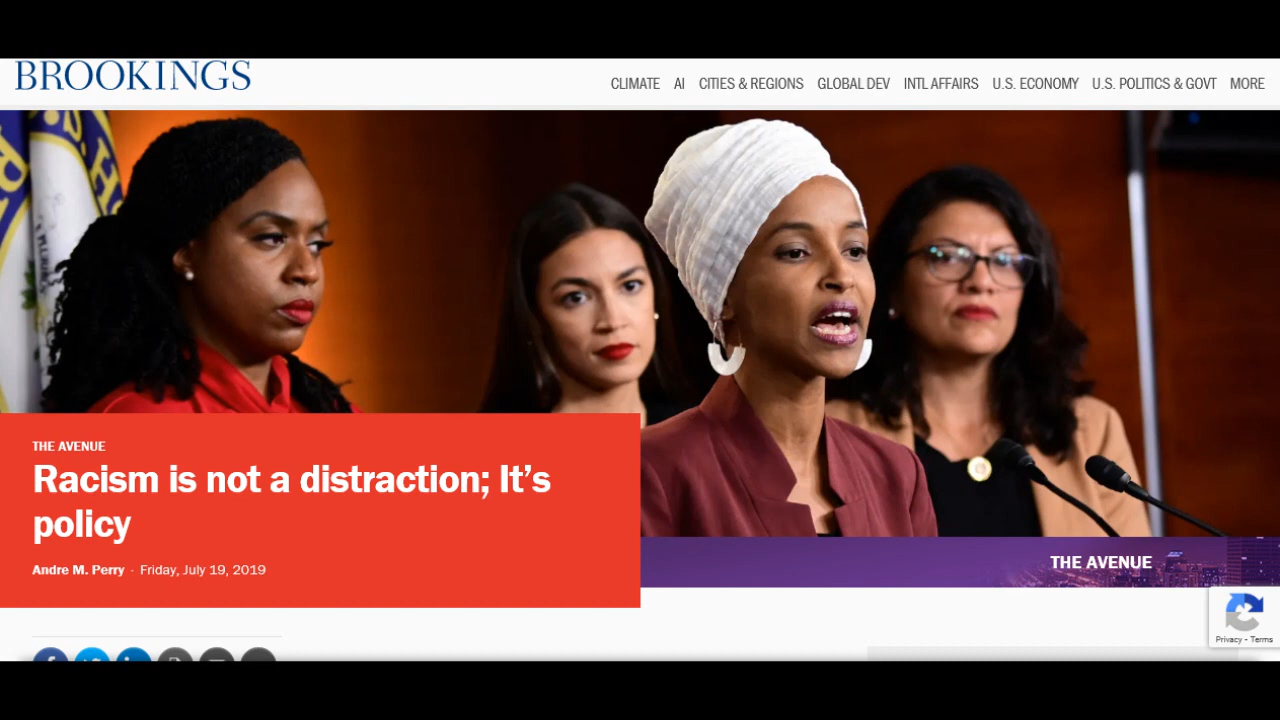 BROOKINGS
CLIMATE AI CITIES & REGIONS GLOBAL DEV INTL AFFAIRS U.S. ECONOMY U.S. POLITICS & GOVT MORE
THE AVENUE
Racism is not a distraction; It’s
policy
Andre M. Perry · Friday, July 19, 2019
THE AVENUE
Privacy - Terms